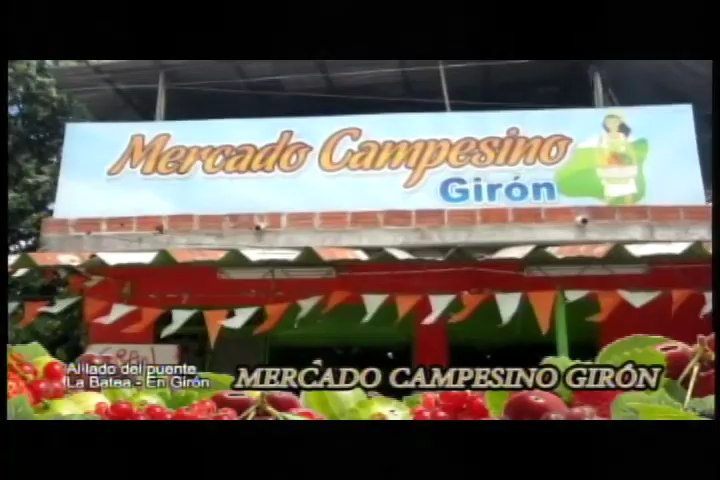 Mercado Campesino
Girón
Al lado del puente
La Batea.- En Girón
MERCADO CAMPESINO GIRÓN